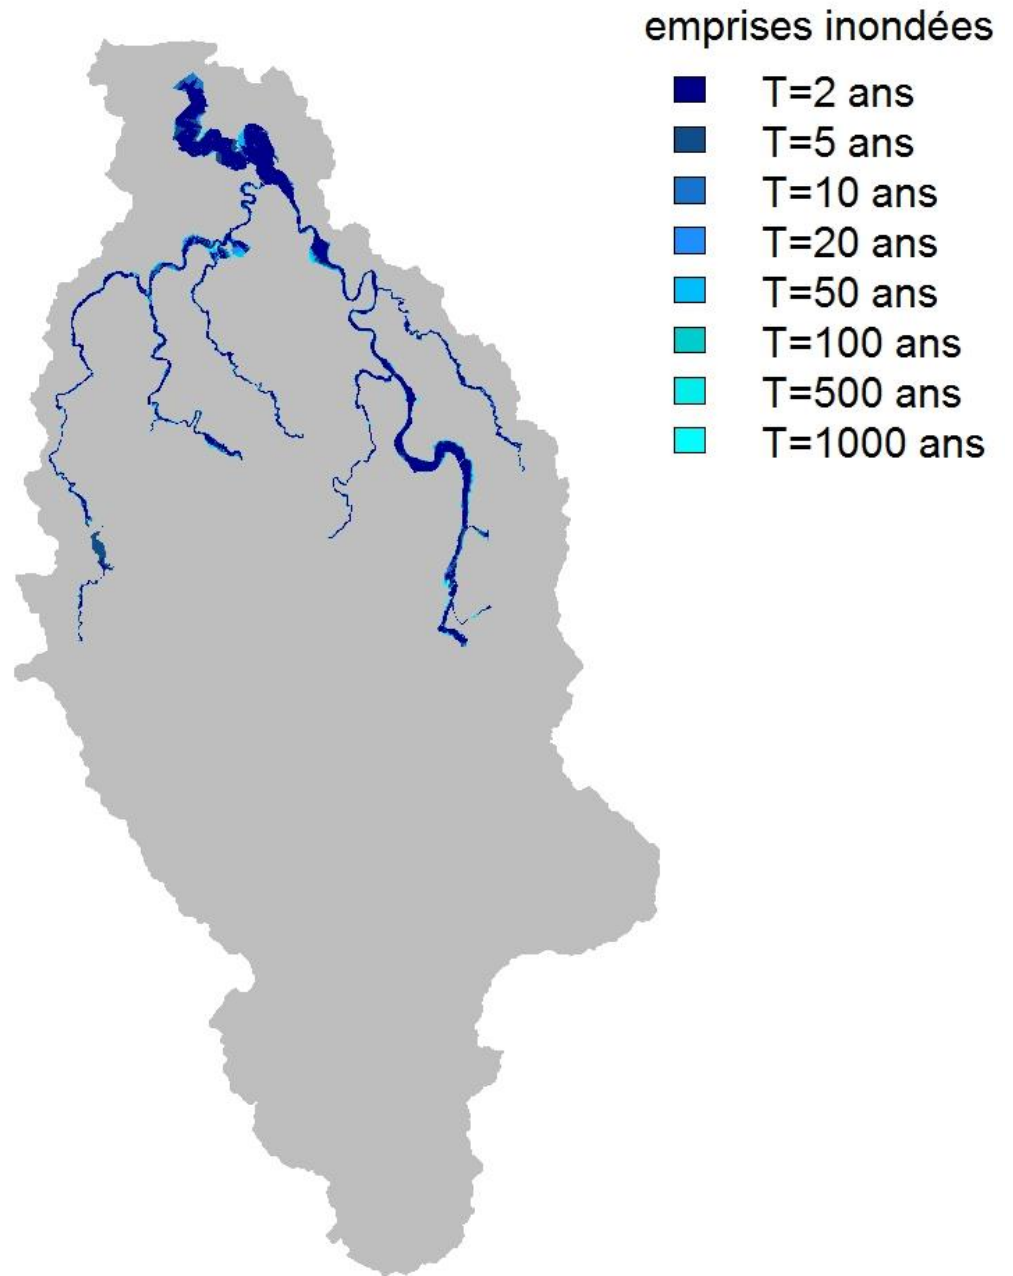 emprises inondées
T=2 ans
T=5 ans
T=10 ans
T=20 ans
T=50 ans
T=100 ans
T=500 ans
T=1000 ans